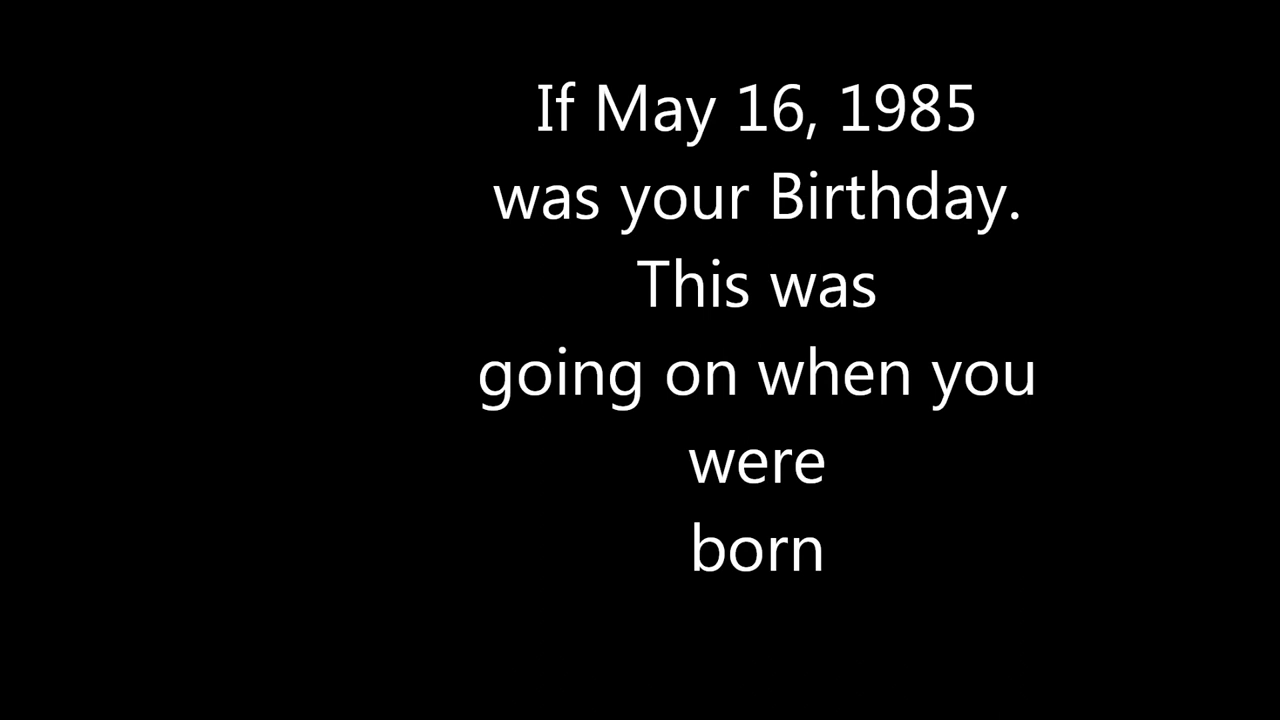 If May 16, 1985
was your Birthday.
This was
going on when you
were
born